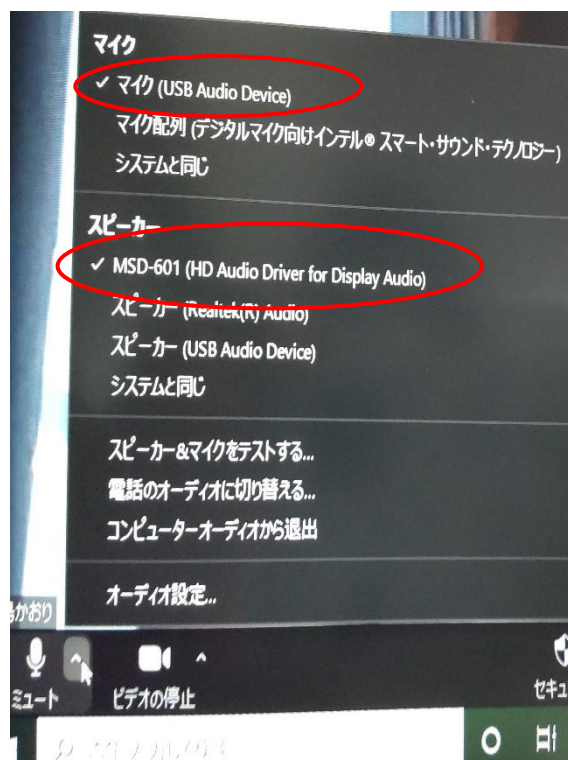 マイク
✓ マイク (USB Audio Device)
マイク配列 (デジタルマイク向けインテル® スマート・サウンド・テクノロジー)
システムと同じ
スピーカー
✓ MSD-601 (HD Audio Driver for Display Audio)
スピーカー (Realtek(R) Audio)
スピーカー (USB Audio Device)
システムと同じ
スピーカー&マイクをテストする...
電話のオーディオに切り替える...
コンピューターオーディオから退出
オーディオ設定...
かおり
ミュート
ビデオの停止
セキュ